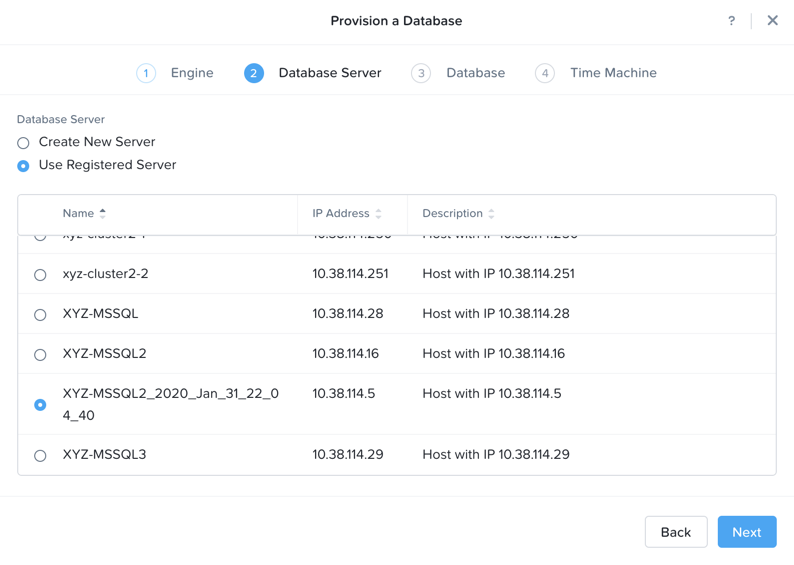 Provision a Database
?
1 Engine 2 Database Server 3 Database 4 Time Machine
Database Server
Create New Server
Use Registered Server
Name IP Address Description
xyz-cluster2-2 10.38.114.251 Host with IP 10.38.114.251
XYZ-MSSQL 10.38.114.28 Host with IP 10.38.114.28
XYZ-MSSQL2 10.38.114.16 Host with IP 10.38.114.16
XYZ-MSSQL2_2020_Jan_31_22_0 10.38.114.5 Host with IP 10.38.114.5
4_40
XYZ-MSSQL3 10.38.114.29 Host with IP 10.38.114.29
Back Next